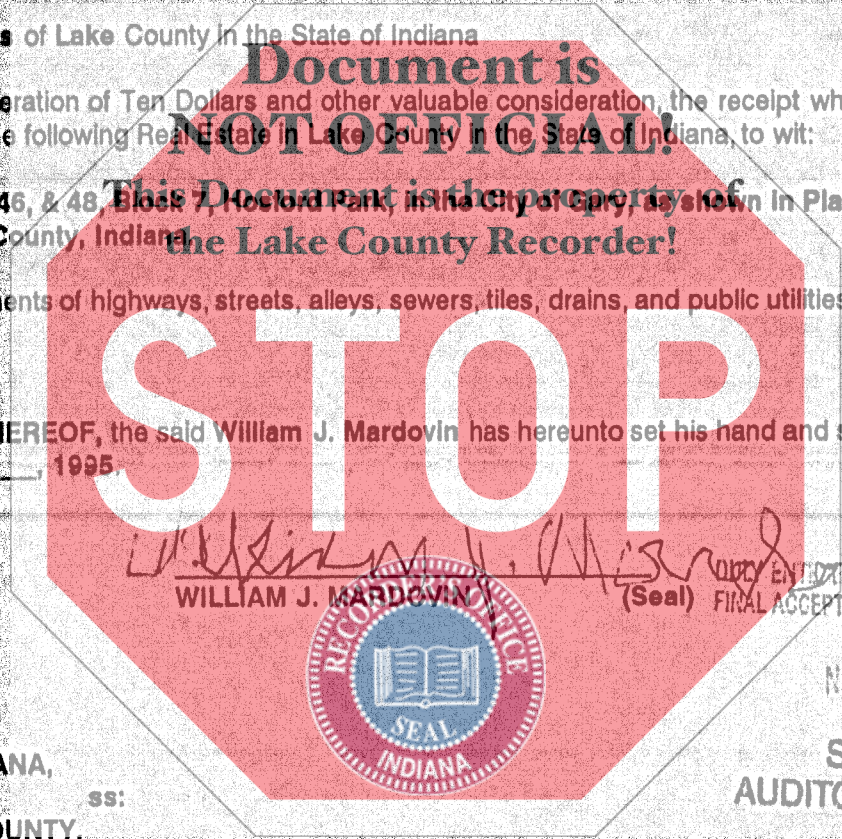 s of Lake County in the State of Indiana
Document is
eration of Ten Dollars and other valuable consideration, the receipt wh
NOT OFFICIAL!
e following Real Estate in Lake County in the State of Indiana, to wit:
This Document is the property of
46, & 48, Block 7, Hosford Park, in the City of Gary, as shown in Pla
the Lake County Recorder!
County, Indiana.
ents of highways, streets, alleys, sewers, tiles, drains, and public utilities
STOP
HEREOF, the said William J. Mardovin has hereunto set his hand and s
, 1995.
William J. Mardovin
WILLIAM J. MARDOVIN
(Seal)
DULY ENT
FINAL ACCEPT
RECORDER'S OFFICE
SEAL
INDIANA
N
S
ANA,
ss:
AUDITO
OUNTY.